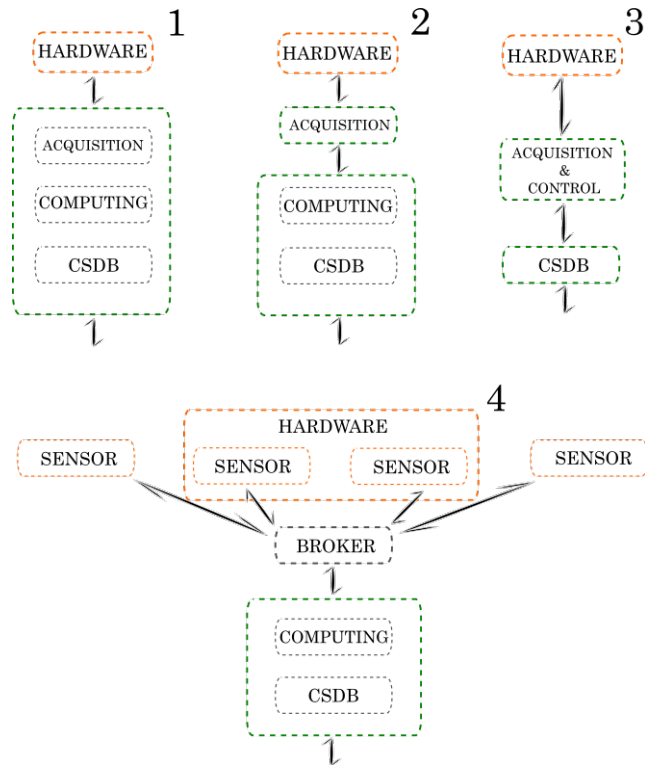 1
HARDWARE
ACQUISITION
COMPUTING
CSDB
2
HARDWARE
ACQUISITION
COMPUTING
CSDB
3
HARDWARE
ACQUISITION
&
CONTROL
CSDB
4
HARDWARE
SENSOR
SENSOR
SENSOR
SENSOR
BROKER
COMPUTING
CSDB